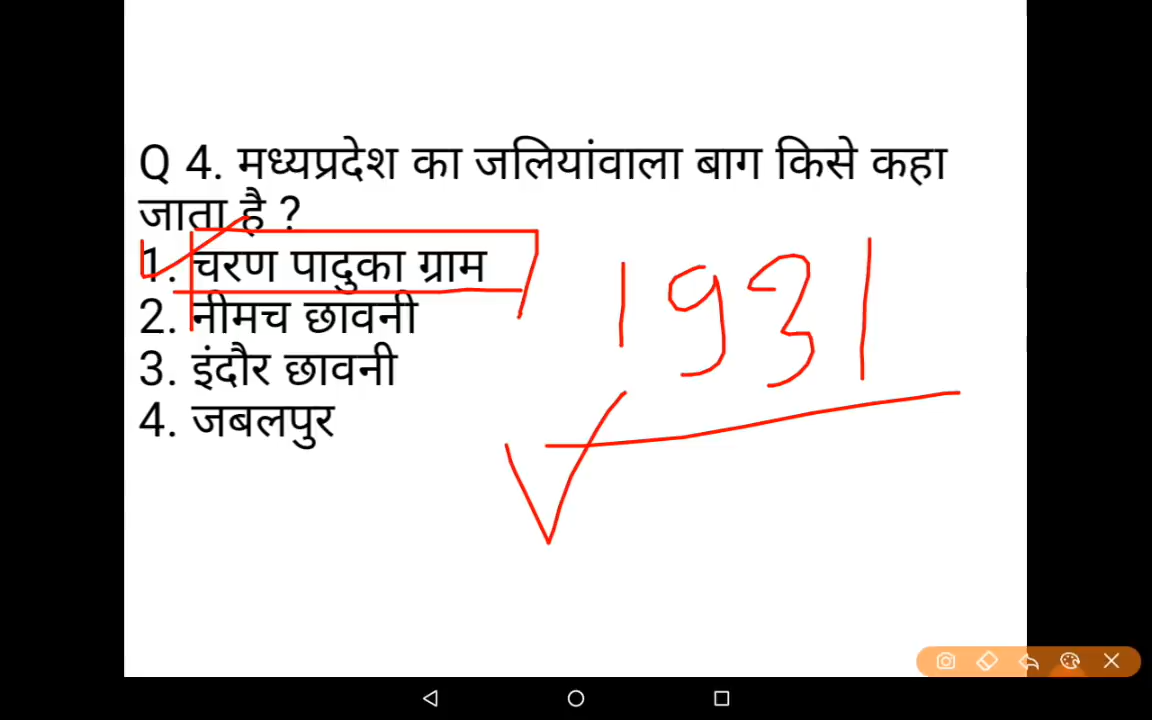 Q 4. मध्यप्रदेश का जलियांवाला बाग किसे कहा
जाता है ?
1. चरण पादुका ग्राम
2. नीमच छावनी
3. इंदौर छावनी
4. जबलपुर
1931